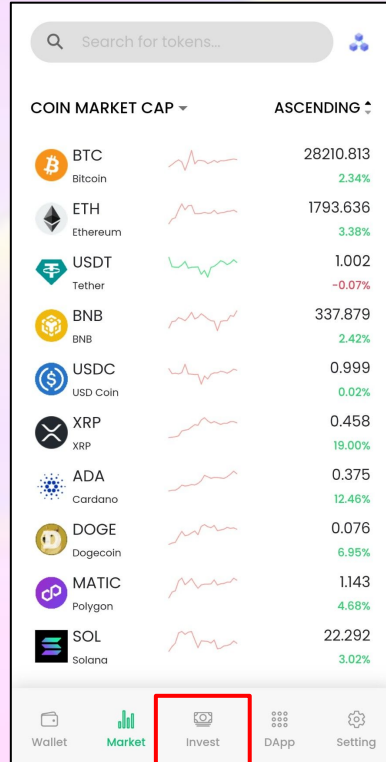 Search for tokens...
COIN MARKET CAP ASCENDING
BTC 28210.813
Bitcoin 2.34%
ETH 1793.636
Ethereum 3.38%
USDT 1.002
Tether -0.07%
BNB 337.879
BNB 2.42%
USDC 0.999
USD Coin 0.02%
XRP 0.458
XRP 19.00%
ADA 0.375
Cardano 12.46%
DOGE 0.076
Dogecoin 6.95%
MATIC 1.143
Polygon 4.68%
SOL 22.292
Solana 3.02%
Wallet Market Invest DApp Setting